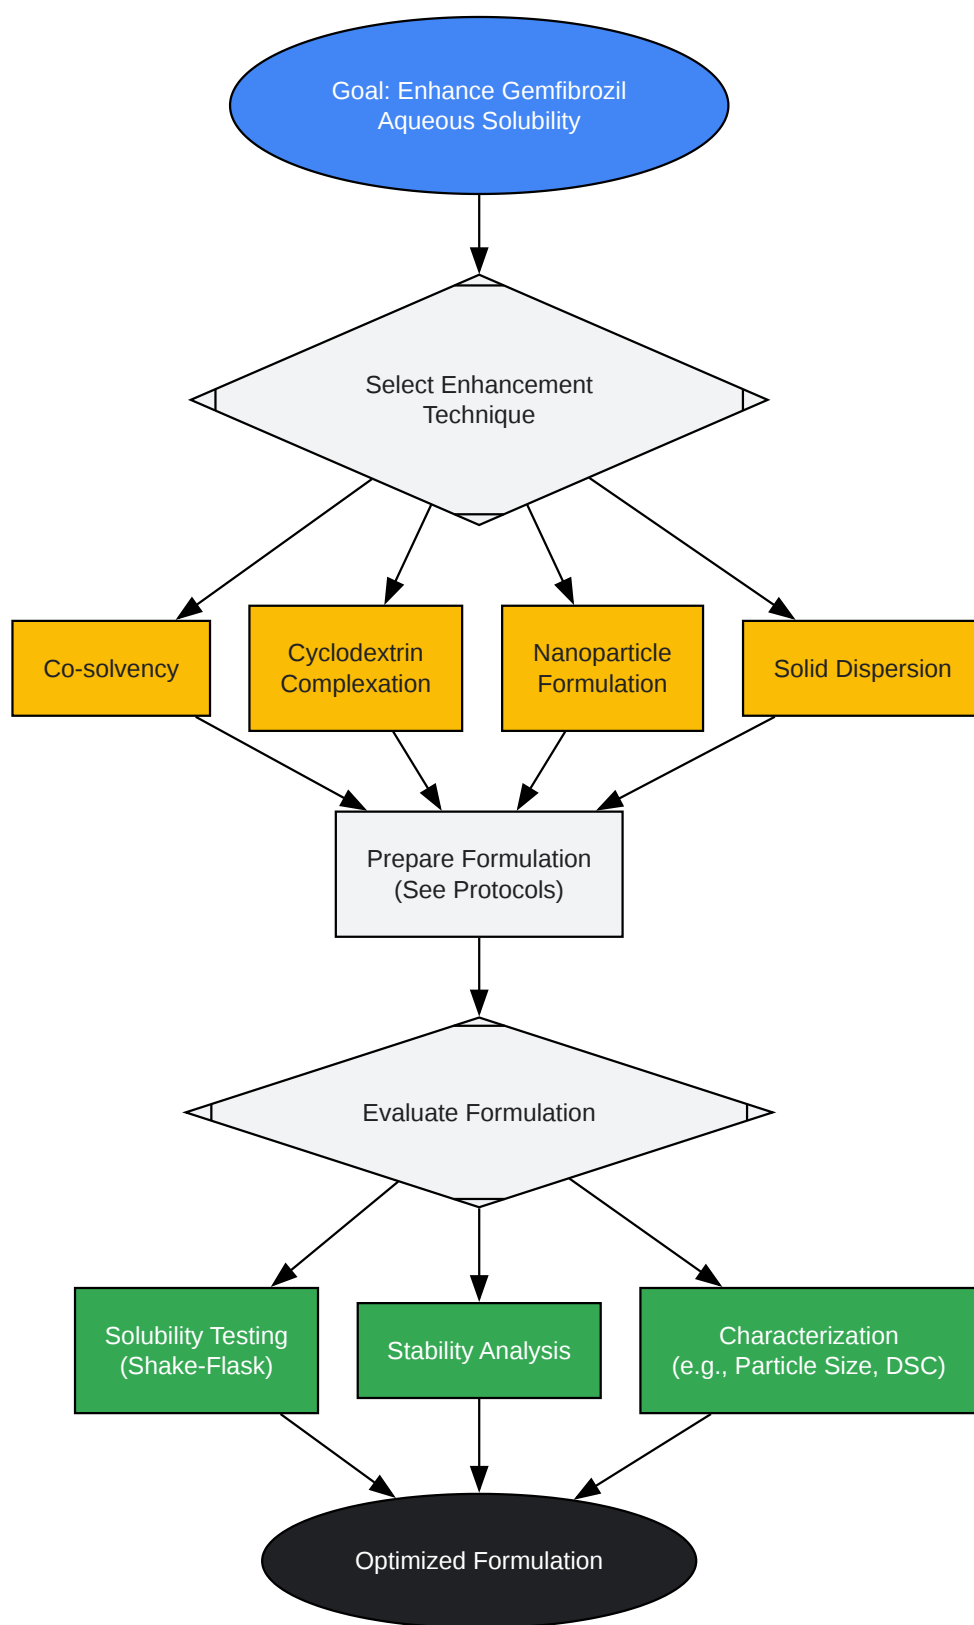 Goal: Enhance Gemfibrozil
Aqueous Solubility
Select Enhancement
Technique
Co-solvency
Cyclodextrin
Complexation
Nanoparticle
Formulation
Solid Dispersion
Prepare Formulation
(See Protocols)
Evaluate Formulation
Solubility Testing
(Shake-Flask)
Stability Analysis
Characterization
(e.g., Particle Size, DSC)
Optimized Formulation